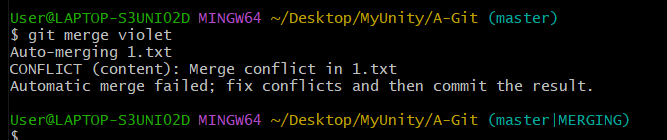 User@LAPTOP-S3UNIO2D MINGW64 ~/Desktop/MyUnity/A-Git (master)
$ git merge violet
Auto-merging 1.txt
CONFLICT (content): Merge conflict in 1.txt
Automatic merge failed; fix conflicts and then commit the result.
User@LAPTOP-S3UNIO2D MINGW64 ~/Desktop/MyUnity/A-Git (master|MERGING)
$